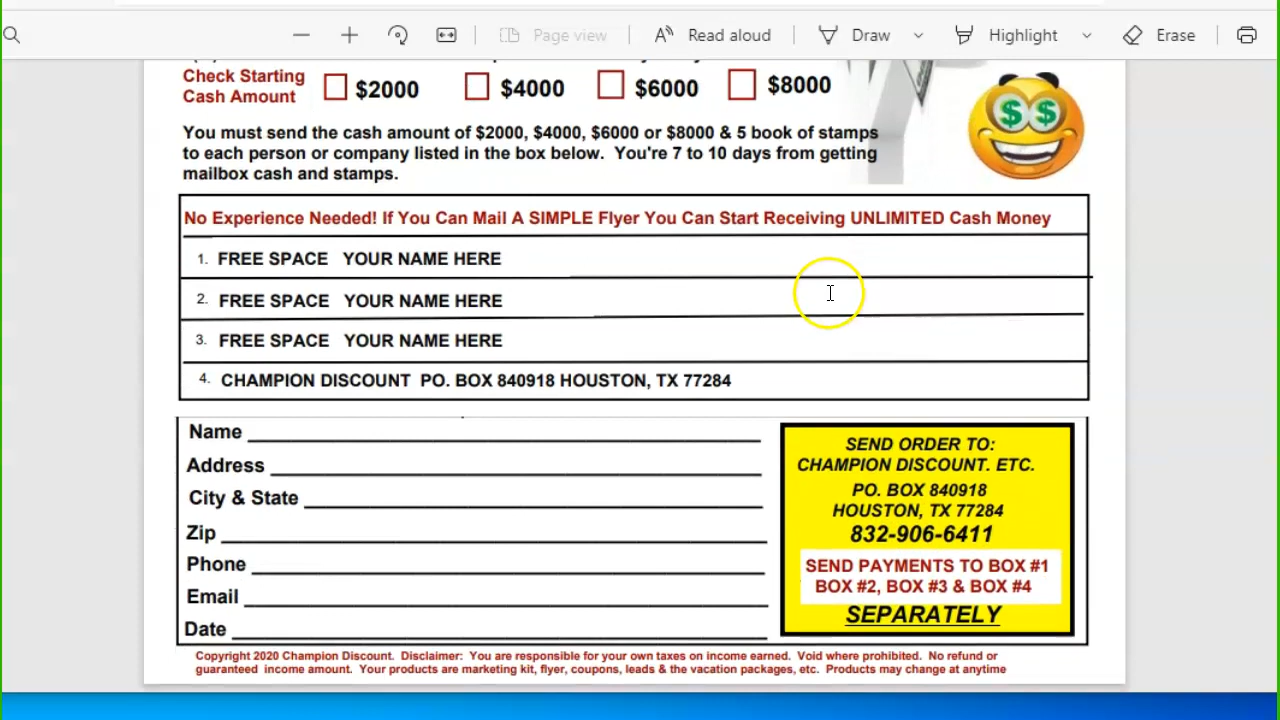 Page view
Read aloud
Draw
Highlight
Erase
Check Starting
Cash Amount
$2000
$4000
$6000
$8000
You must send the cash amount of $2000, $4000, $6000 or $8000 & 5 book of stamps
to each person or company listed in the box below. You're 7 to 10 days from getting
mailbox cash and stamps.
No Experience Needed! If You Can Mail A SIMPLE Flyer You Can Start Receiving UNLIMITED Cash Money
1. FREE SPACE YOUR NAME HERE
2. FREE SPACE YOUR NAME HERE
3. FREE SPACE YOUR NAME HERE
4. CHAMPION DISCOUNT PO. BOX 840918 HOUSTON, TX 77284
Name
Address
City & State
Zip
Phone
Email
Date
SEND ORDER TO:
CHAMPION DISCOUNT. ETC.
PO. BOX 840918
HOUSTON, TX 77284
832-906-6411
SEND PAYMENTS TO BOX #1
BOX #2, BOX #3 & BOX #4
SEPARATELY
Copyright 2020 Champion Discount. Disclaimer: You are responsible for your own taxes on income earned. Void where prohibited. No refund or
guaranteed income amount. Your products are marketing kit, flyer, coupons, leads & the vacation packages, etc. Products may change at anytime